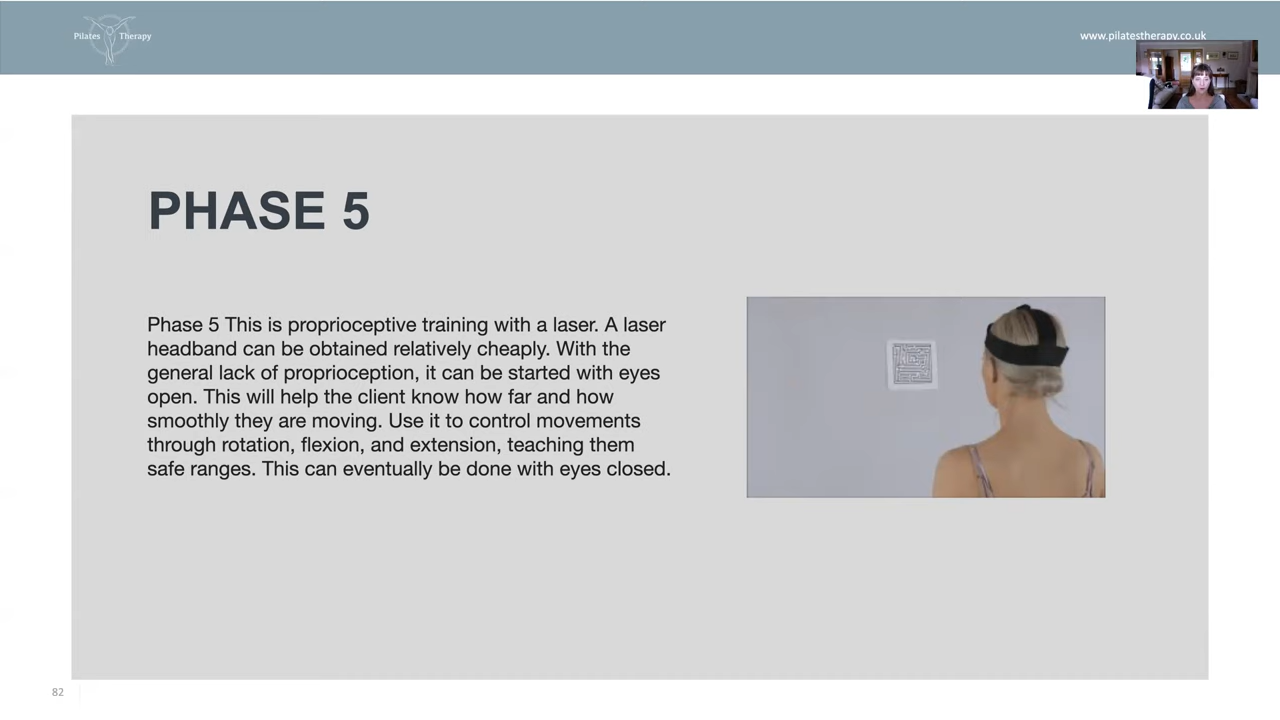 Pilates Therapy
www.pilatestherapy.co.uk
PHASE 5
Phase 5 This is proprioceptive training with a laser. A laser
headband can be obtained relatively cheaply. With the
general lack of proprioception, it can be started with eyes
open. This will help the client know how far and how
smoothly they are moving. Use it to control movements
through rotation, flexion, and extension, teaching them
safe ranges. This can eventually be done with eyes closed.
82